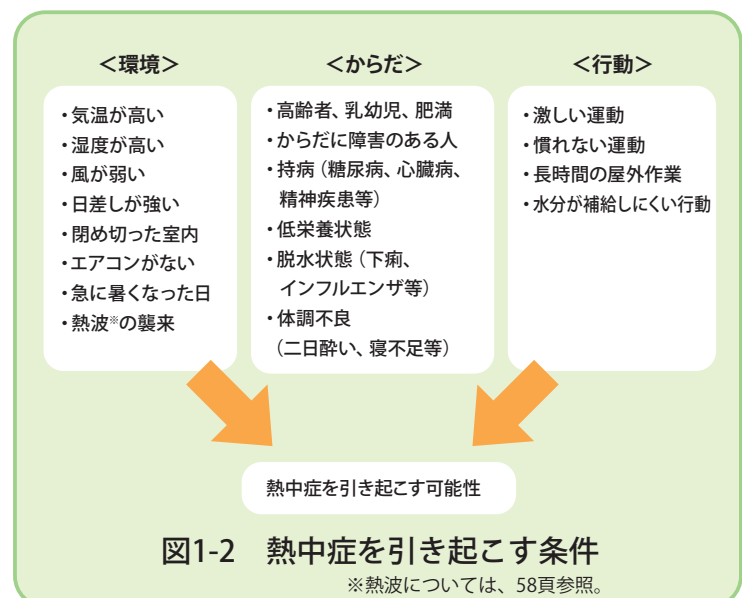 ＜環境＞
・気温が高い
・湿度が高い
・風が弱い
・日差しが強い
・閉め切った室内
・エアコンがない
・急に暑くなった日
・熱波※の襲来
＜からだ＞
・高齢者、乳幼児、肥満
・からだに障害のある人
・持病（糖尿病、心臓病、
精神疾患等）
・低栄養状態
・脱水状態（下痢、
インフルエンザ等）
・体調不良
（二日酔い、寝不足等）
＜行動＞
・激しい運動
・慣れない運動
・長時間の屋外作業
・水分が補給しにくい行動
熱中症を引き起こす可能性
図1-2　熱中症を引き起こす条件
※熱波については、58頁参照。